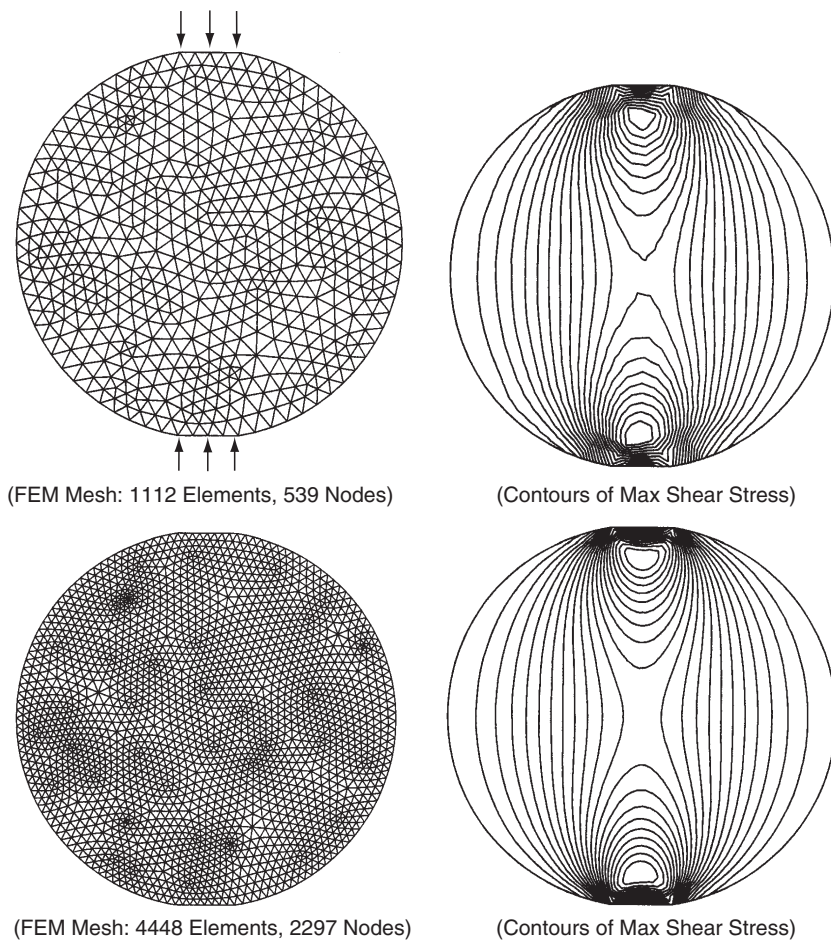 (FEM Mesh: 1112 Elements, 539 Nodes)
(Contours of Max Shear Stress)
(FEM Mesh: 4448 Elements, 2297 Nodes)
(Contours of Max Shear Stress)